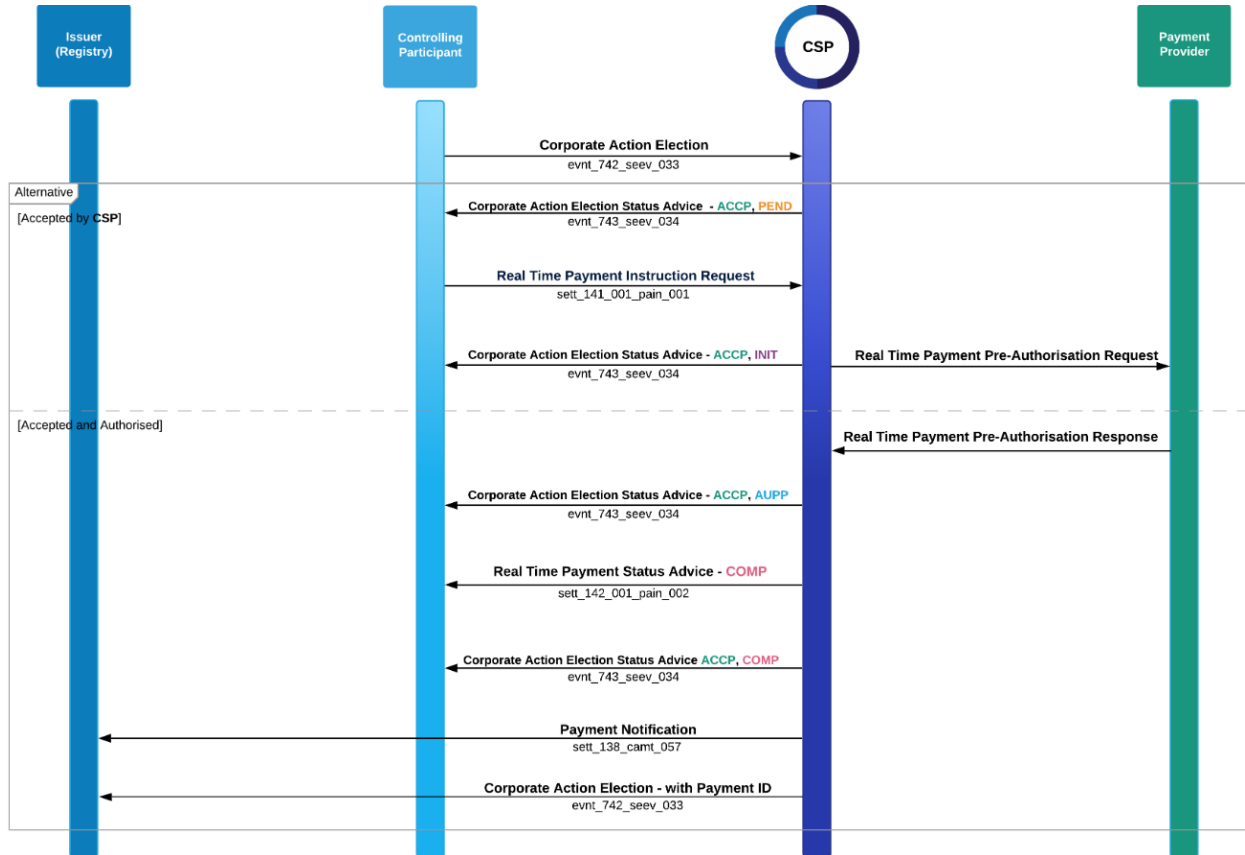 Issuer
(Registry)
Controlling
Participant
CSP
Payment
Provider
Corporate Action Election
evnt_742_seev_033
Alternative
[Accepted by CSP]
Corporate Action Election Status Advice - ACCP, PEND
evnt_743_seev_034
Real Time Payment Instruction Request
sett_141_001_pain_001
Corporate Action Election Status Advice - ACCP, INIT
evnt_743_seev_034
Real Time Payment Pre-Authorisation Request
[Accepted and Authorised]
Real Time Payment Pre-Authorisation Response
Corporate Action Election Status Advice - ACCP, AUPP
evnt_743_seev_034
Real Time Payment Status Advice - COMP
sett_142_001_pain_002
Corporate Action Election Status Advice ACCP, COMP
evnt_743_seev_034
Payment Notification
sett_138_camt_057
Corporate Action Election - with Payment ID
evnt_742_seev_033